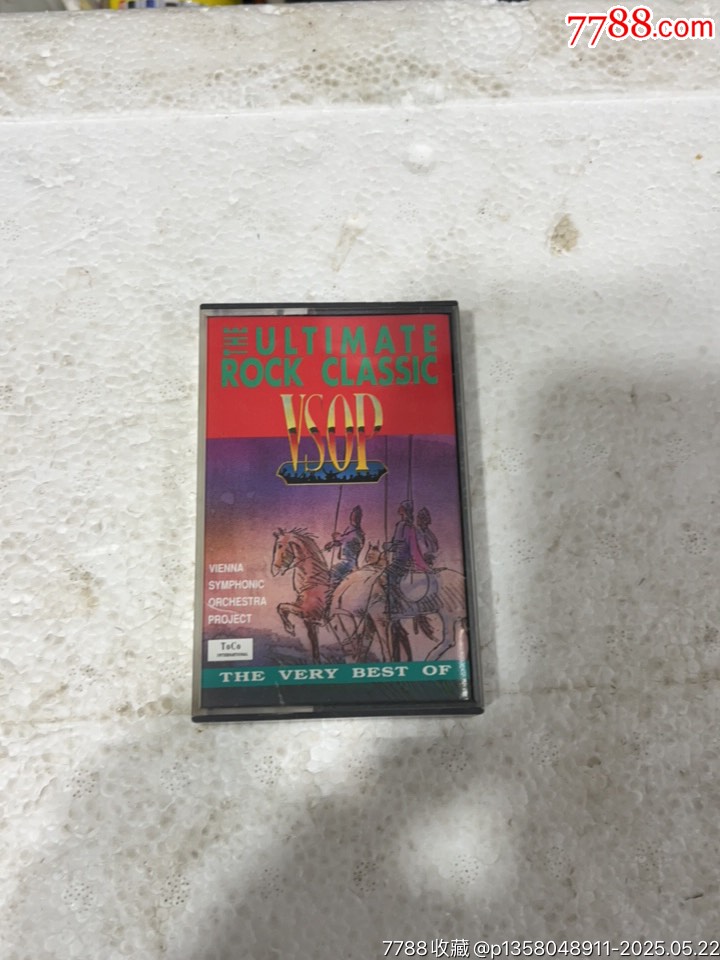 7788.com
THE ULTIMATE
ROCK CLASSIC
VSOP
VIENNA
SYMPHONIC
ORCHESTRA
PROJECT
ToCo
INTERNATIONAL
THE VERY BEST OF
7788收藏@p1358048911-2025.05.22